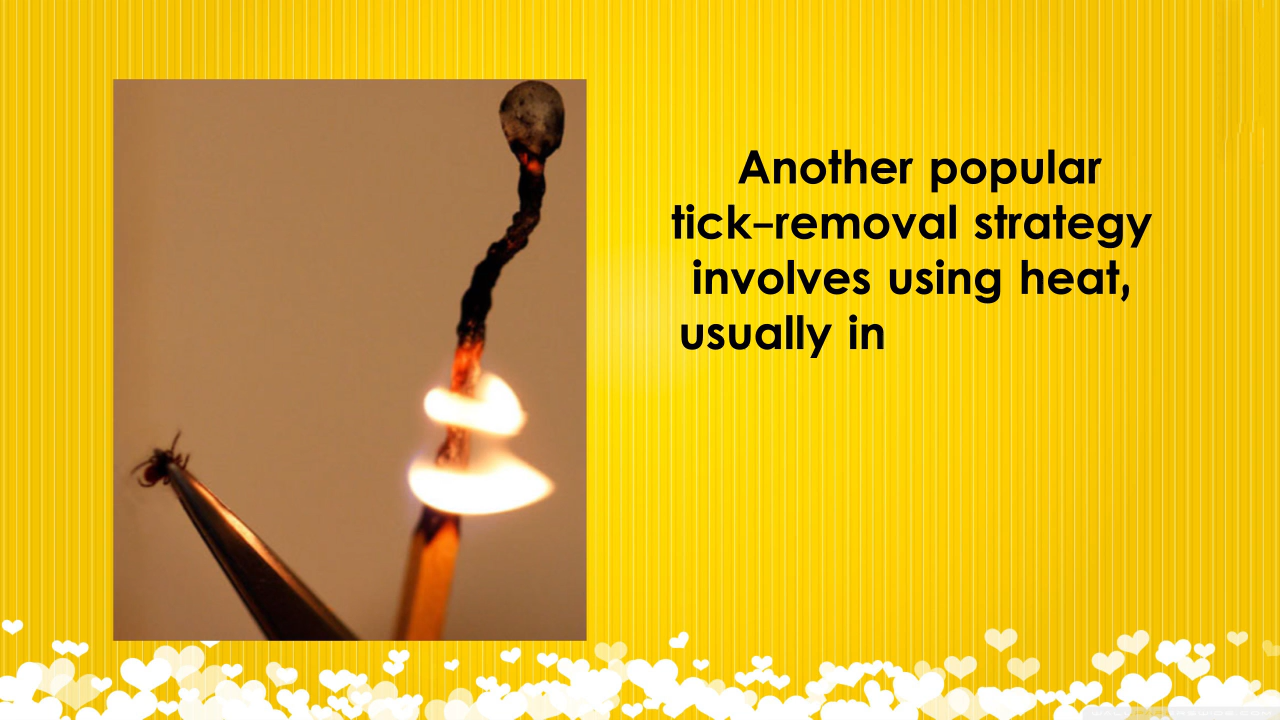 Another popular
tick–removal strategy
involves using heat,
usually in